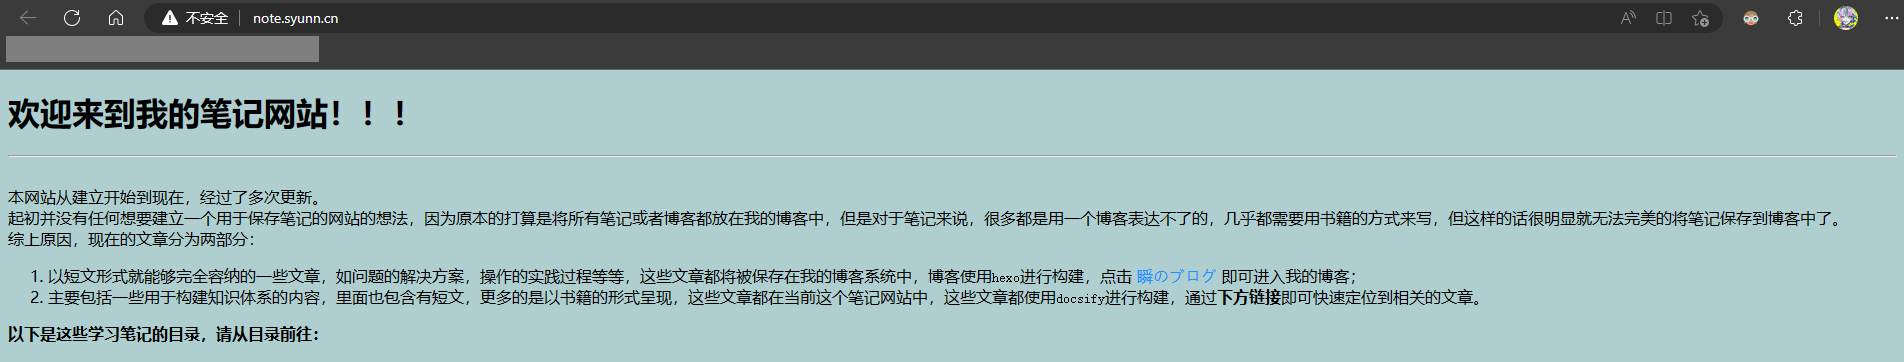 不安全 note.syunn.cn
欢迎来到我的笔记网站！！！
本网站从建立开始到现在，经过了多次更新。
起初并没有任何想要建立一个用于保存笔记的网站的想法，因为原本的打算是将所有笔记或者博客都放在我的博客中，但是对于笔记来说，很多都是用一个博客表达不了的，几乎都需要用书籍的方式来写，但这样的话很明显就无法完美的将笔记保存到博客中了。
综上原因，现在的文章分为两部分：
1. 以短文形式就能够完全容纳的一些文章，如问题的解决方案，操作的实践过程等等，这些文章都将被保存在我的博客系统中，博客使用hexo进行构建，点击 瞬のブログ 即可进入我的博客；
2. 主要包括一些用于构建知识体系的内容，里面也包含有短文，更多的是以书籍的形式呈现，这些文章都在当前这个笔记网站中，这些文章都使用docsify进行构建，通过下方链接即可快速定位到相关的文章。
以下是这些学习笔记的目录，请从目录前往：